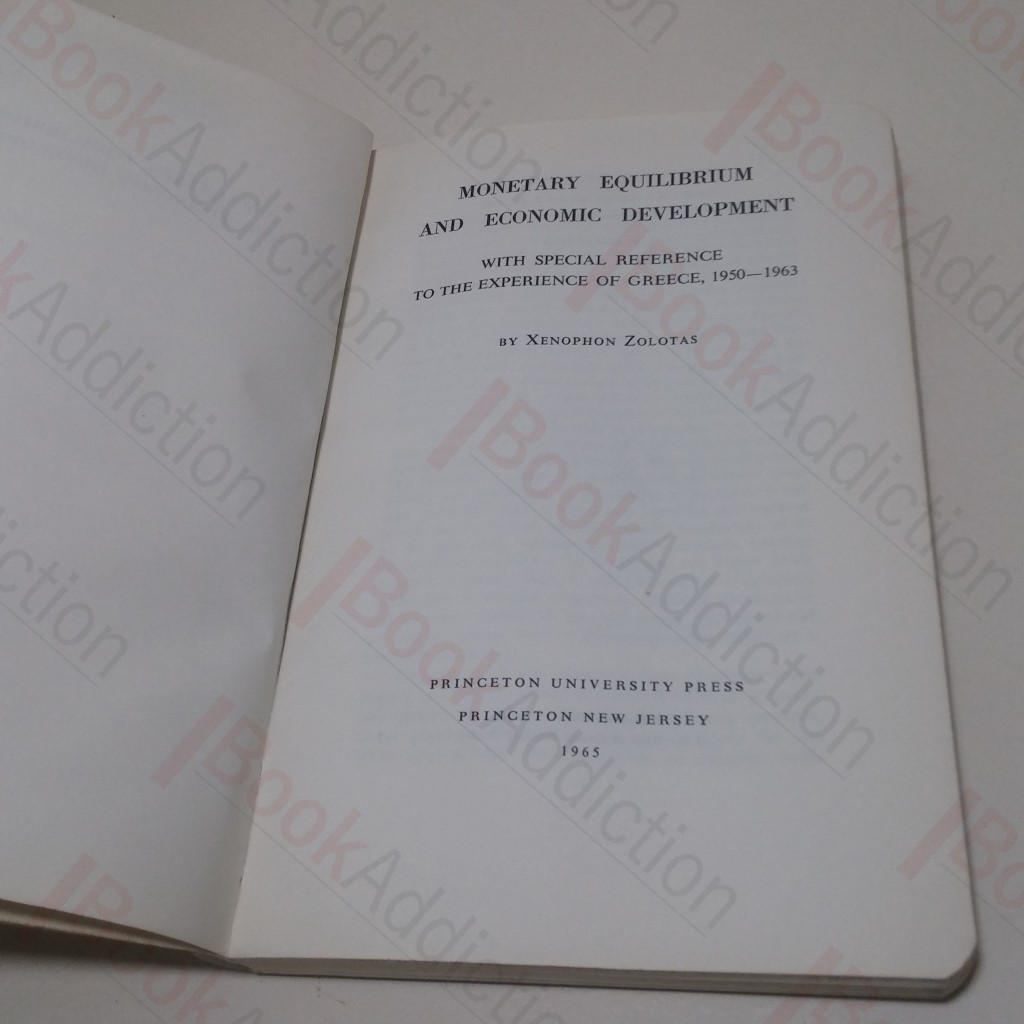 MONETARY EQUILIBRIUM
AND ECONOMIC DEVELOPMENT
WITH SPECIAL REFERENCE
TO THE EXPERIENCE OF GREECE, 1950—1963
BY XENOPHON ZOLOTAS
PRINCETON UNIVERSITY PRESS
PRINCETON NEW JERSEY
1965
BookAddiction